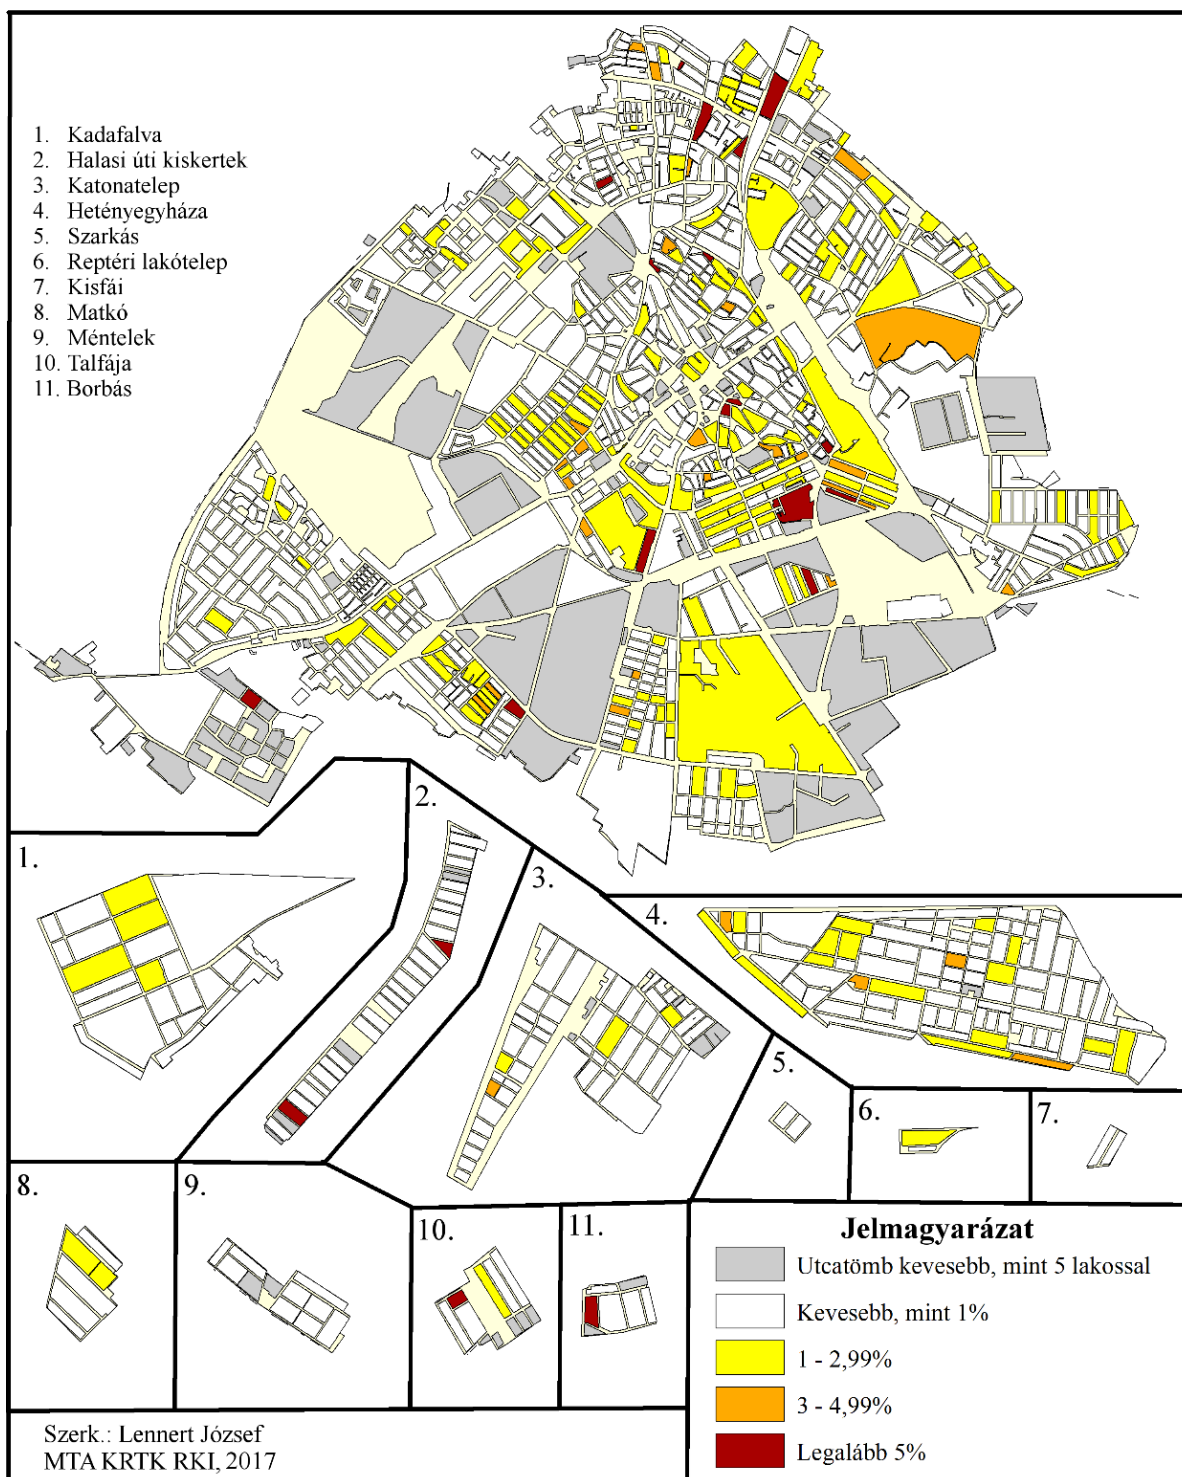 1. Kadafalva
2. Halasi úti kiskertek
3. Katonatelep
4. Hetényegyháza
5. Szarkás
6. Reptéri lakótelep
7. Kisfái
8. Matkó
9. Méntelek
10. Talfája
11. Borbás
1.
2.
3.
4.
5.
6.
7.
8.
9.
10.
11.
Jelmagyarázat
Utcatömb kevesebb, mint 5 lakossal
Kevesebb, mint 1%
1 - 2,99%
3 - 4,99%
Legalább 5%
Szerk.: Lennert József
MTA KRTK RKI, 2017